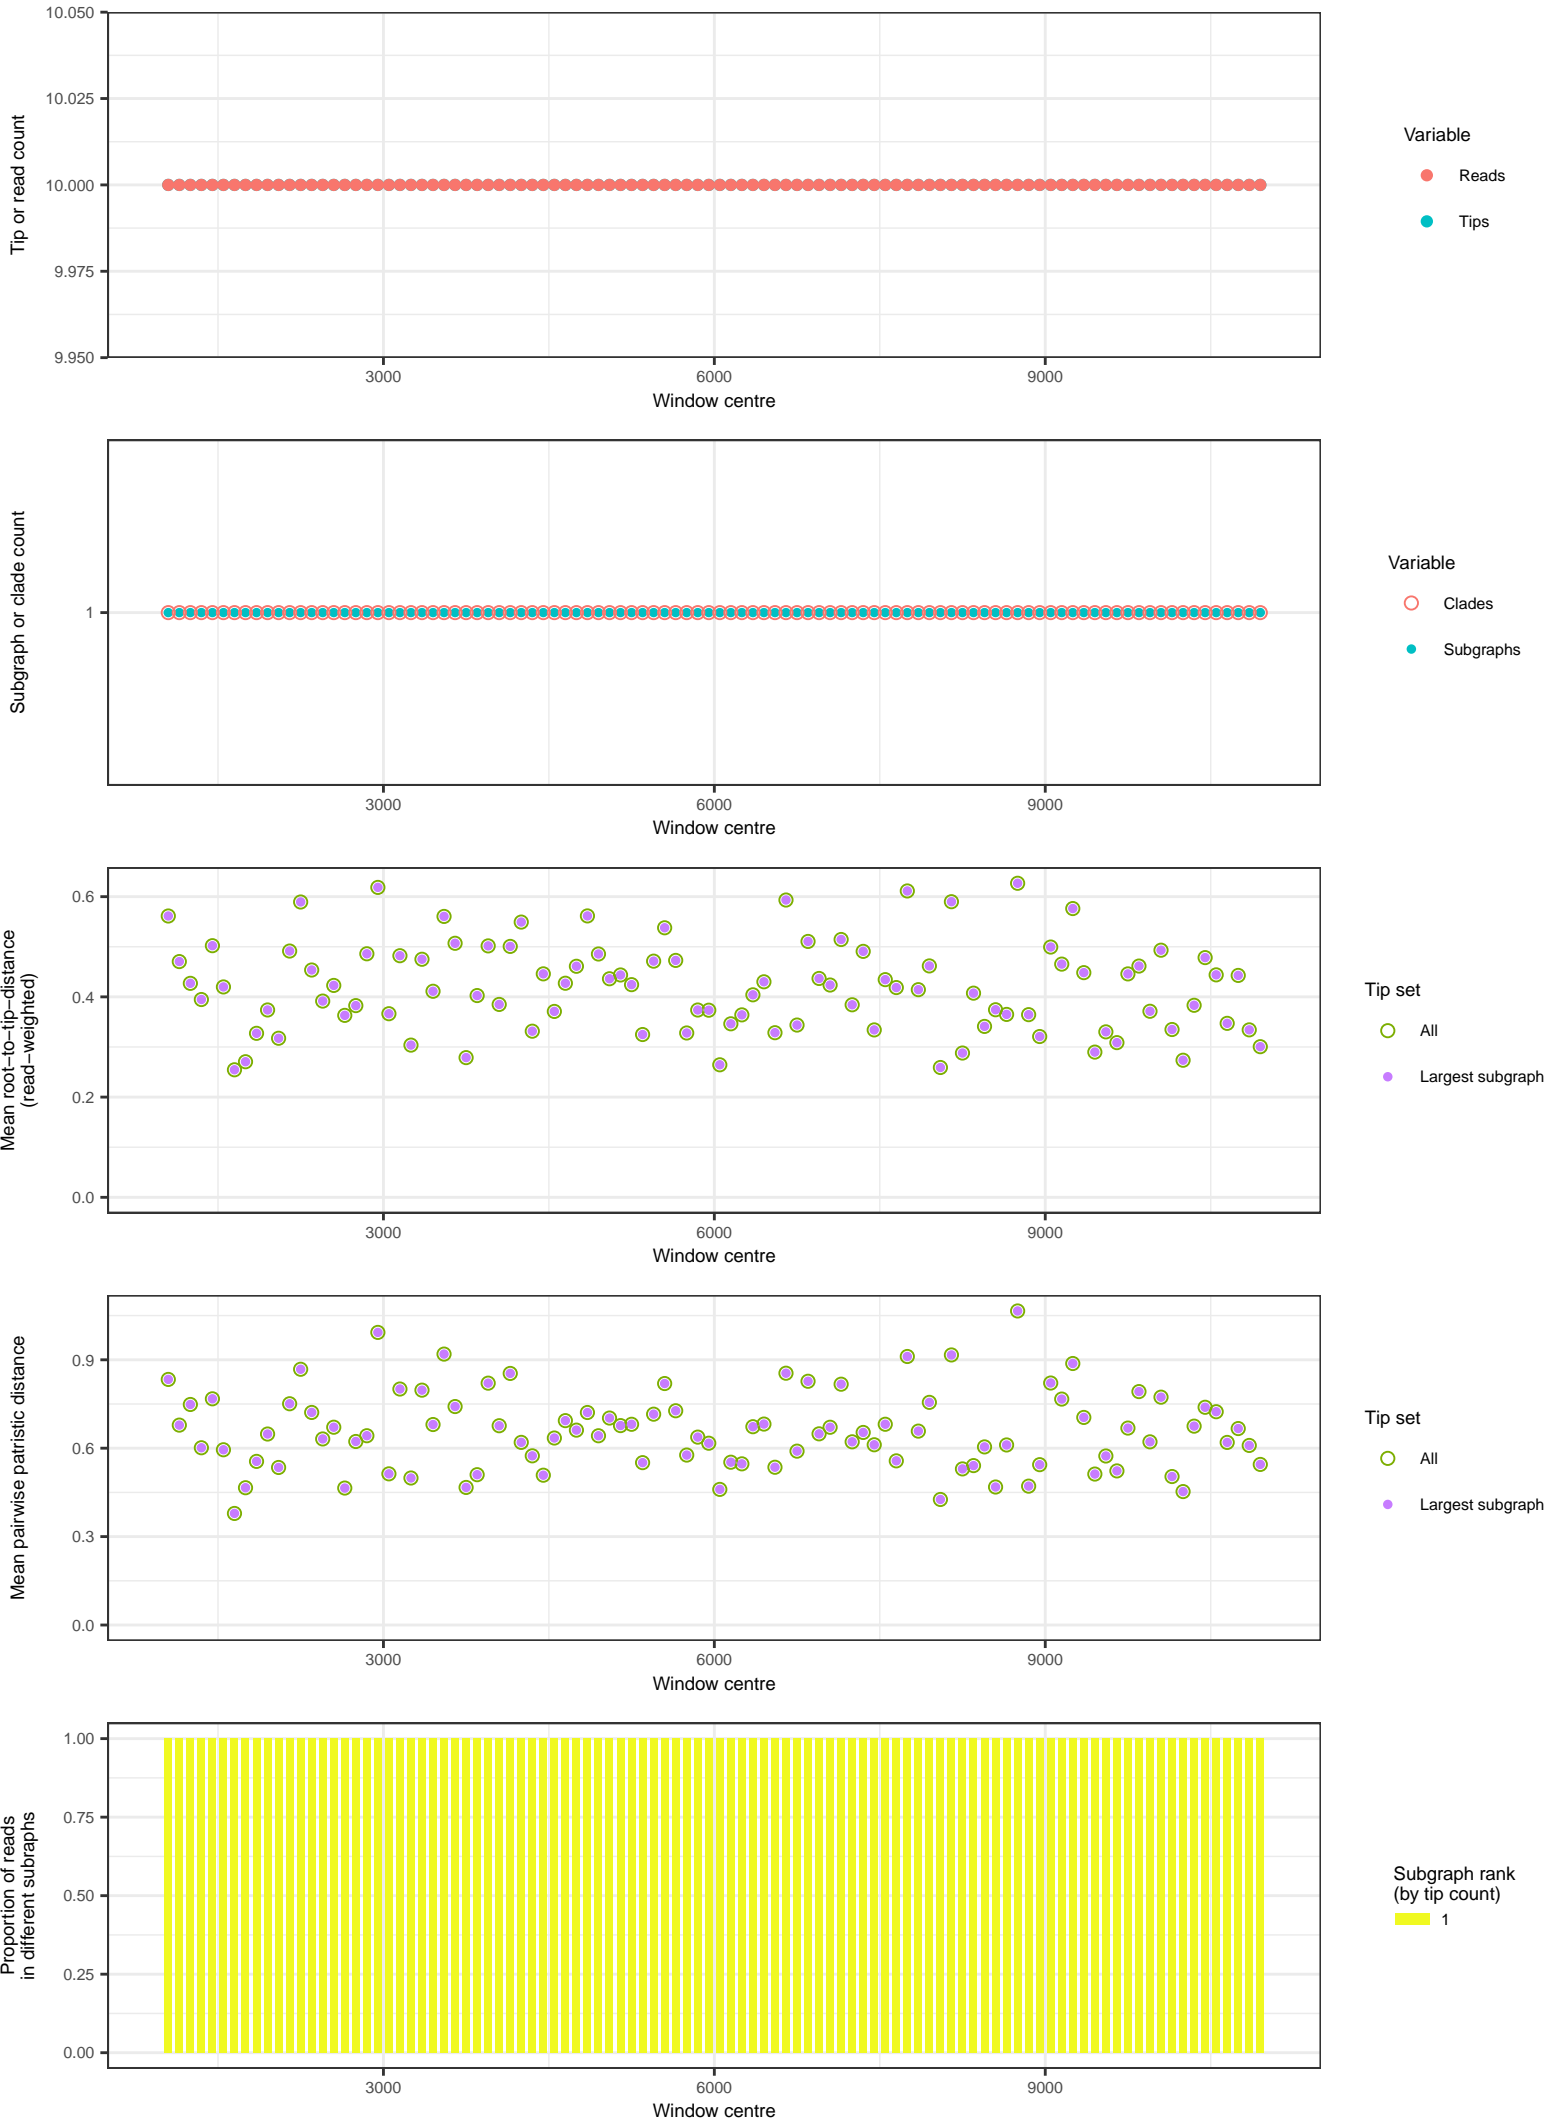 10.050
10.025
10.000
9.975
9.950
Tip or read count
3000
6000
9000
Window centre
Variable
Reads
Tips
1
Subgraph or clade count
3000
6000
9000
Window centre
Variable
Clades
Subgraphs
0.6
0.4
0.2
0.0
Mean root−to−tip−distance
(read−weighted)
3000
6000
9000
Window centre
Tip set
All
Largest subgraph
0.9
0.6
0.3
0.0
Mean pairwise patristic distance
3000
6000
9000
Window centre
Tip set
All
Largest subgraph
1.00
0.75
0.50
0.25
0.00
Proportion of reads
in different subraphs
3000
6000
9000
Window centre
Subgraph rank
(by tip count)
1